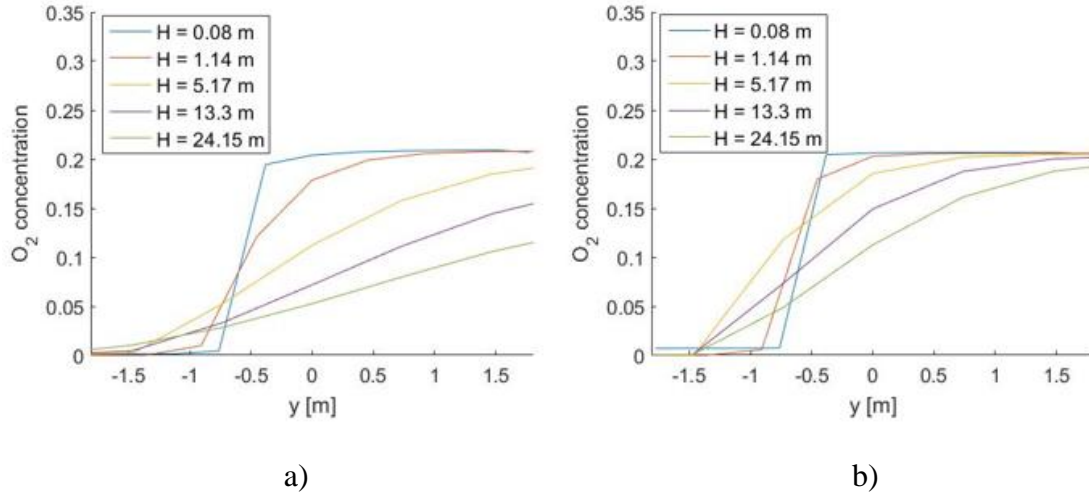 H = 0.08 m
H = 1.14 m
H = 5.17 m
H = 13.3 m
H = 24.15 m
0.35
0.3
0.25
0.2
0.15
0.1
0.05
0
O2 concentration
-1.5 -1 -0.5 0 0.5 1 1.5
y [m]
a)
H = 0.08 m
H = 1.14 m
H = 5.17 m
H = 13.3 m
H = 24.15 m
0.35
0.3
0.25
0.2
0.15
0.1
0.05
0
O2 concentration
-1.5 -1 -0.5 0 0.5 1 1.5
y [m]
b)